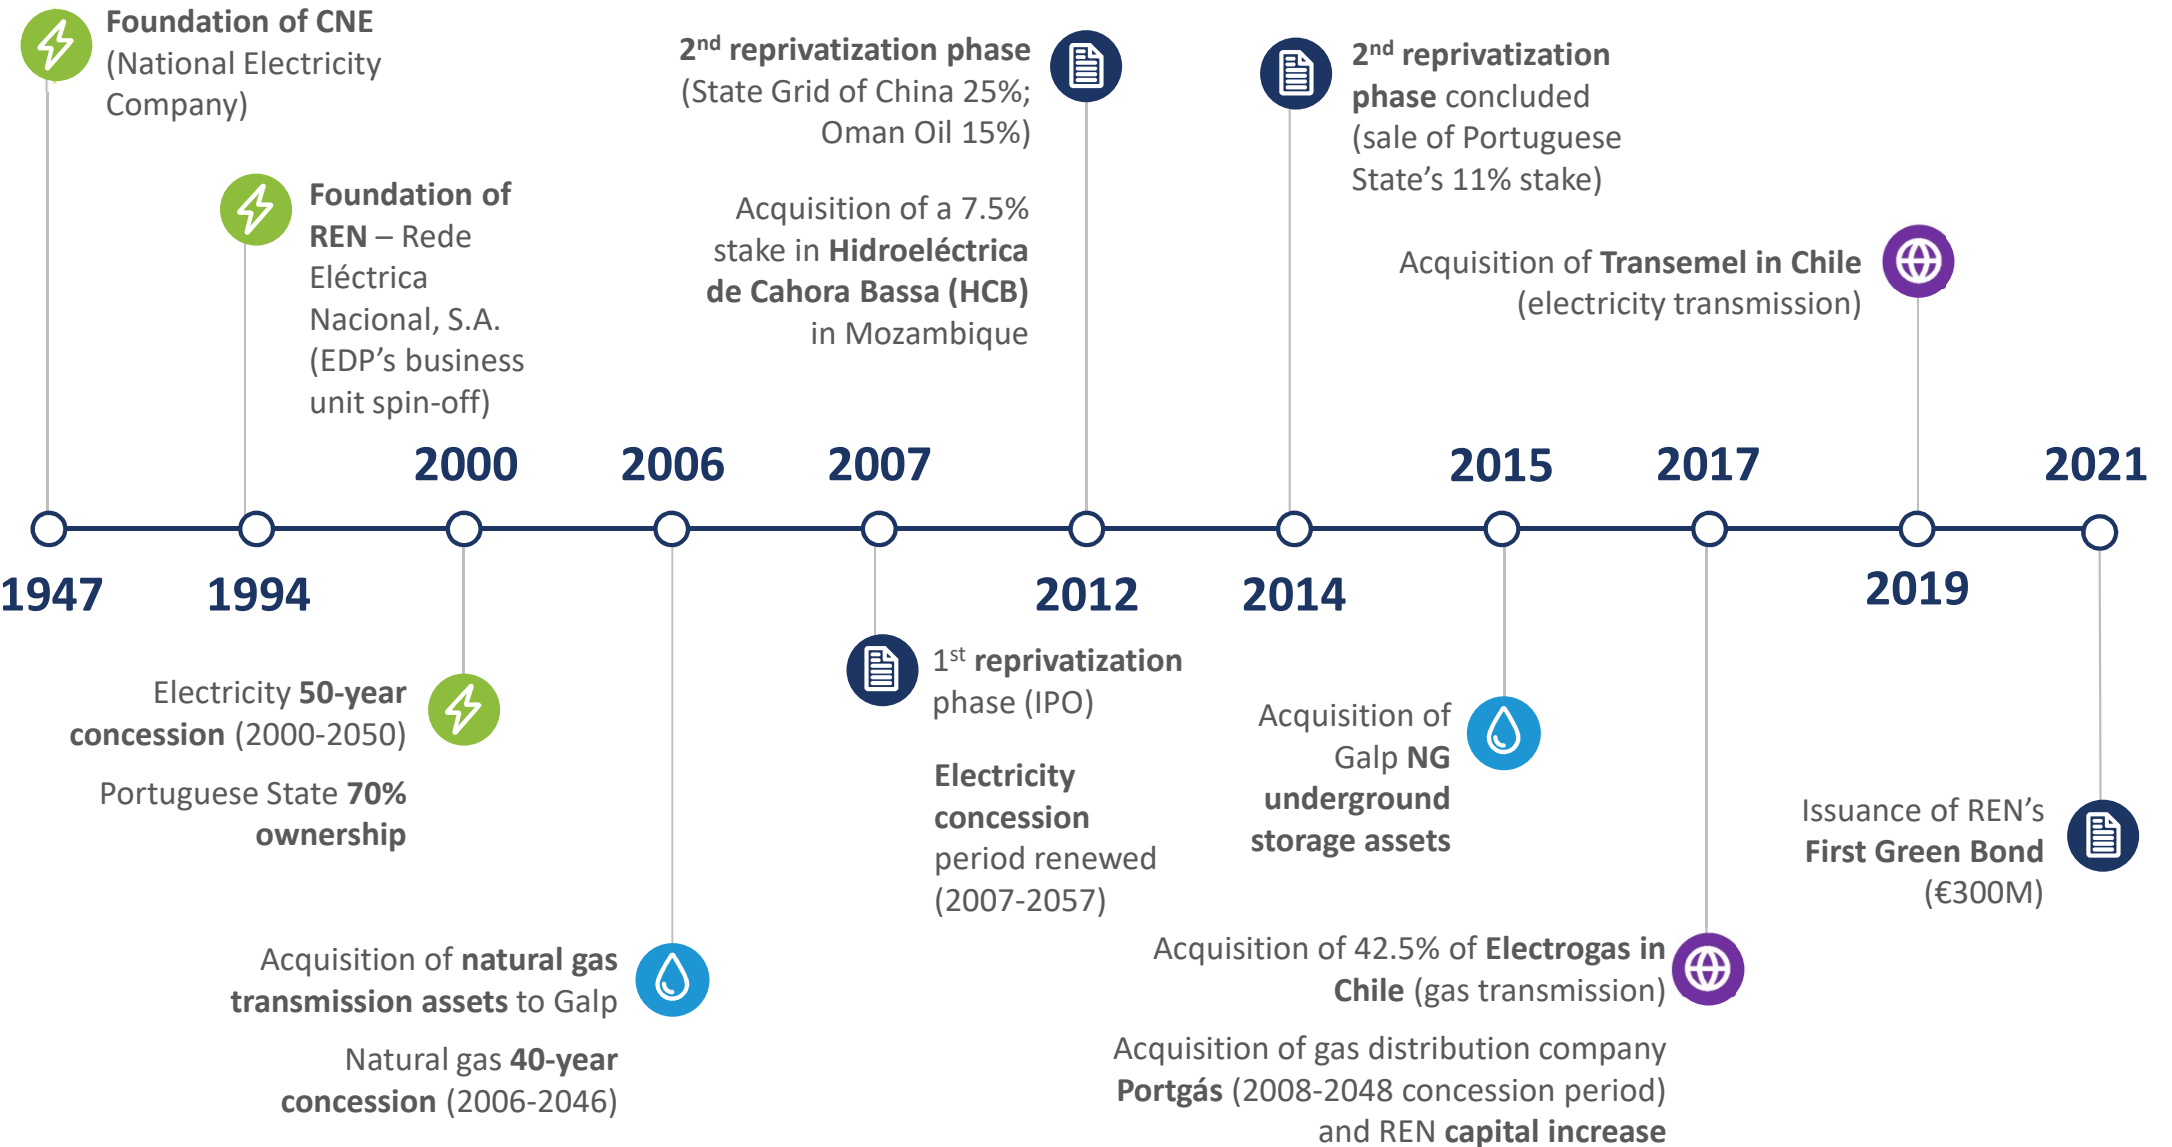 Foundation of CNE
(National Electricity
Company)
1947
Foundation of
REN – Rede
Eléctrica
Nacional, S.A.
(EDP’s business
unit spin-off)
1994
2000
Electricity 50-year
concession (2000-2050)
Portuguese State 70%
ownership
2006
Acquisition of natural gas
transmission assets to Galp
Natural gas 40-year
concession (2006-2046)
2007
1st reprivatization
phase (IPO)
Electricity
concession
period renewed
(2007-2057)
2nd reprivatization phase
(State Grid of China 25%;
Oman Oil 15%)
Acquisition of a 7.5%
stake in Hidroeléctrica
de Cahora Bassa (HCB)
in Mozambique
2012
2nd reprivatization
phase concluded
(sale of Portuguese
State’s 11% stake)
2014
2015
Acquisition of
Galp NG
underground
storage assets
2017
Acquisition of 42.5% of Electrogas in
Chile (gas transmission)
Acquisition of gas distribution company
Portgás (2008-2048 concession period)
and REN capital increase
Acquisition of Transemel in Chile
(electricity transmission)
2019
2021
Issuance of REN’s
First Green Bond
(€300M)